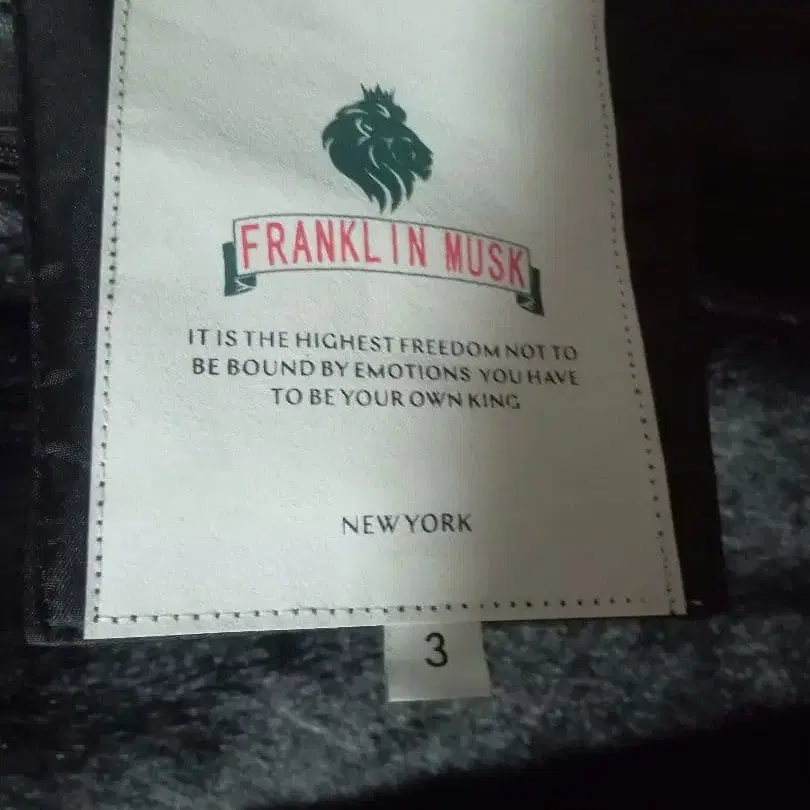 FRANKLIN MUSK
IT IS THE HIGHEST FREEDOM NOT TO
BE BOUND BY EMOTIONS YOU HAVE
TO BE YOUR OWN KING
NEW YORK
3